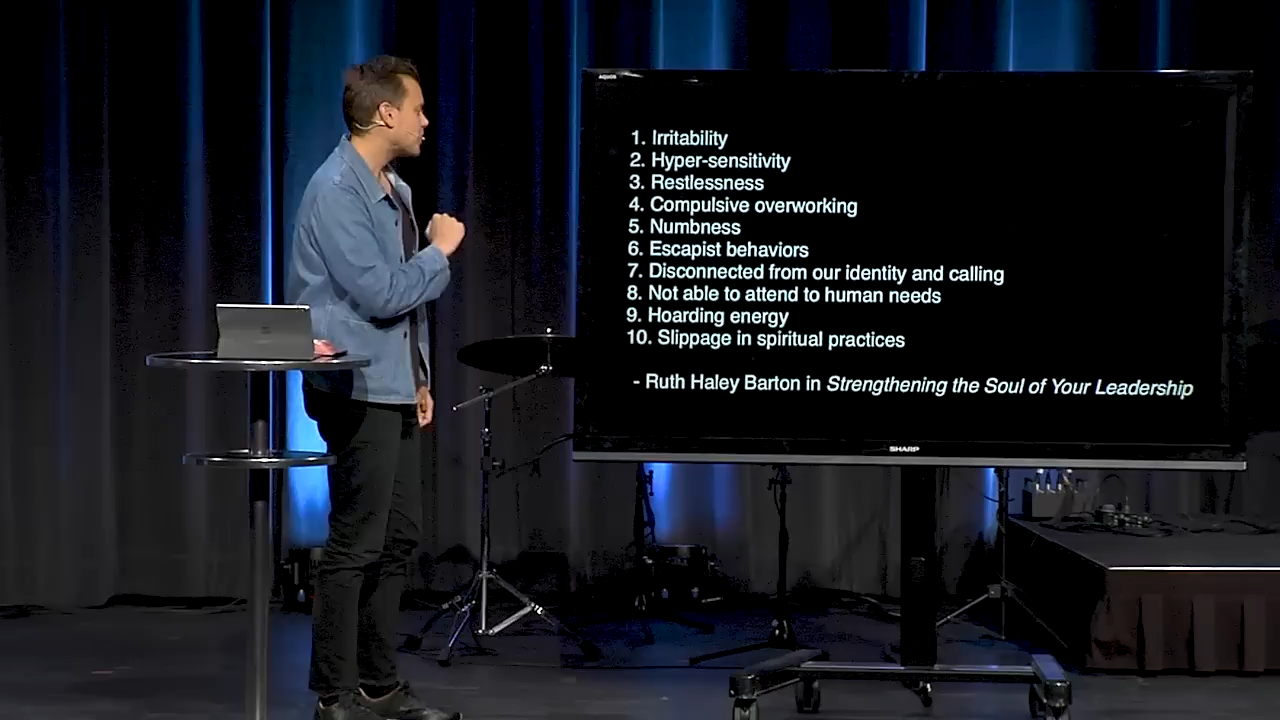 AQUOS
1. Irritability
2. Hyper-sensitivity
3. Restlessness
4. Compulsive overworking
5. Numbness
6. Escapist behaviors
7. Disconnected from our identity and calling
8. Not able to attend to human needs
9. Hoarding energy
10. Slippage in spiritual practices
- Ruth Haley Barton in Strengthening the Soul of Your Leadership
SHARP